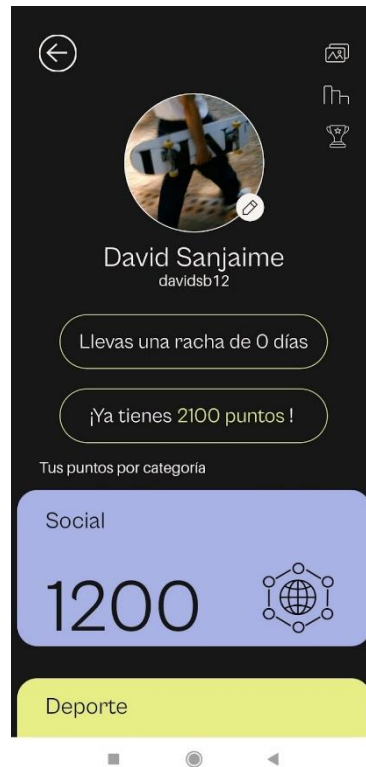 David Sanjaime
davidsb12
Llevas una racha de 0 días
¡Ya tienes 2100 puntos !
Tus puntos por categoría
Social
1200
Deporte